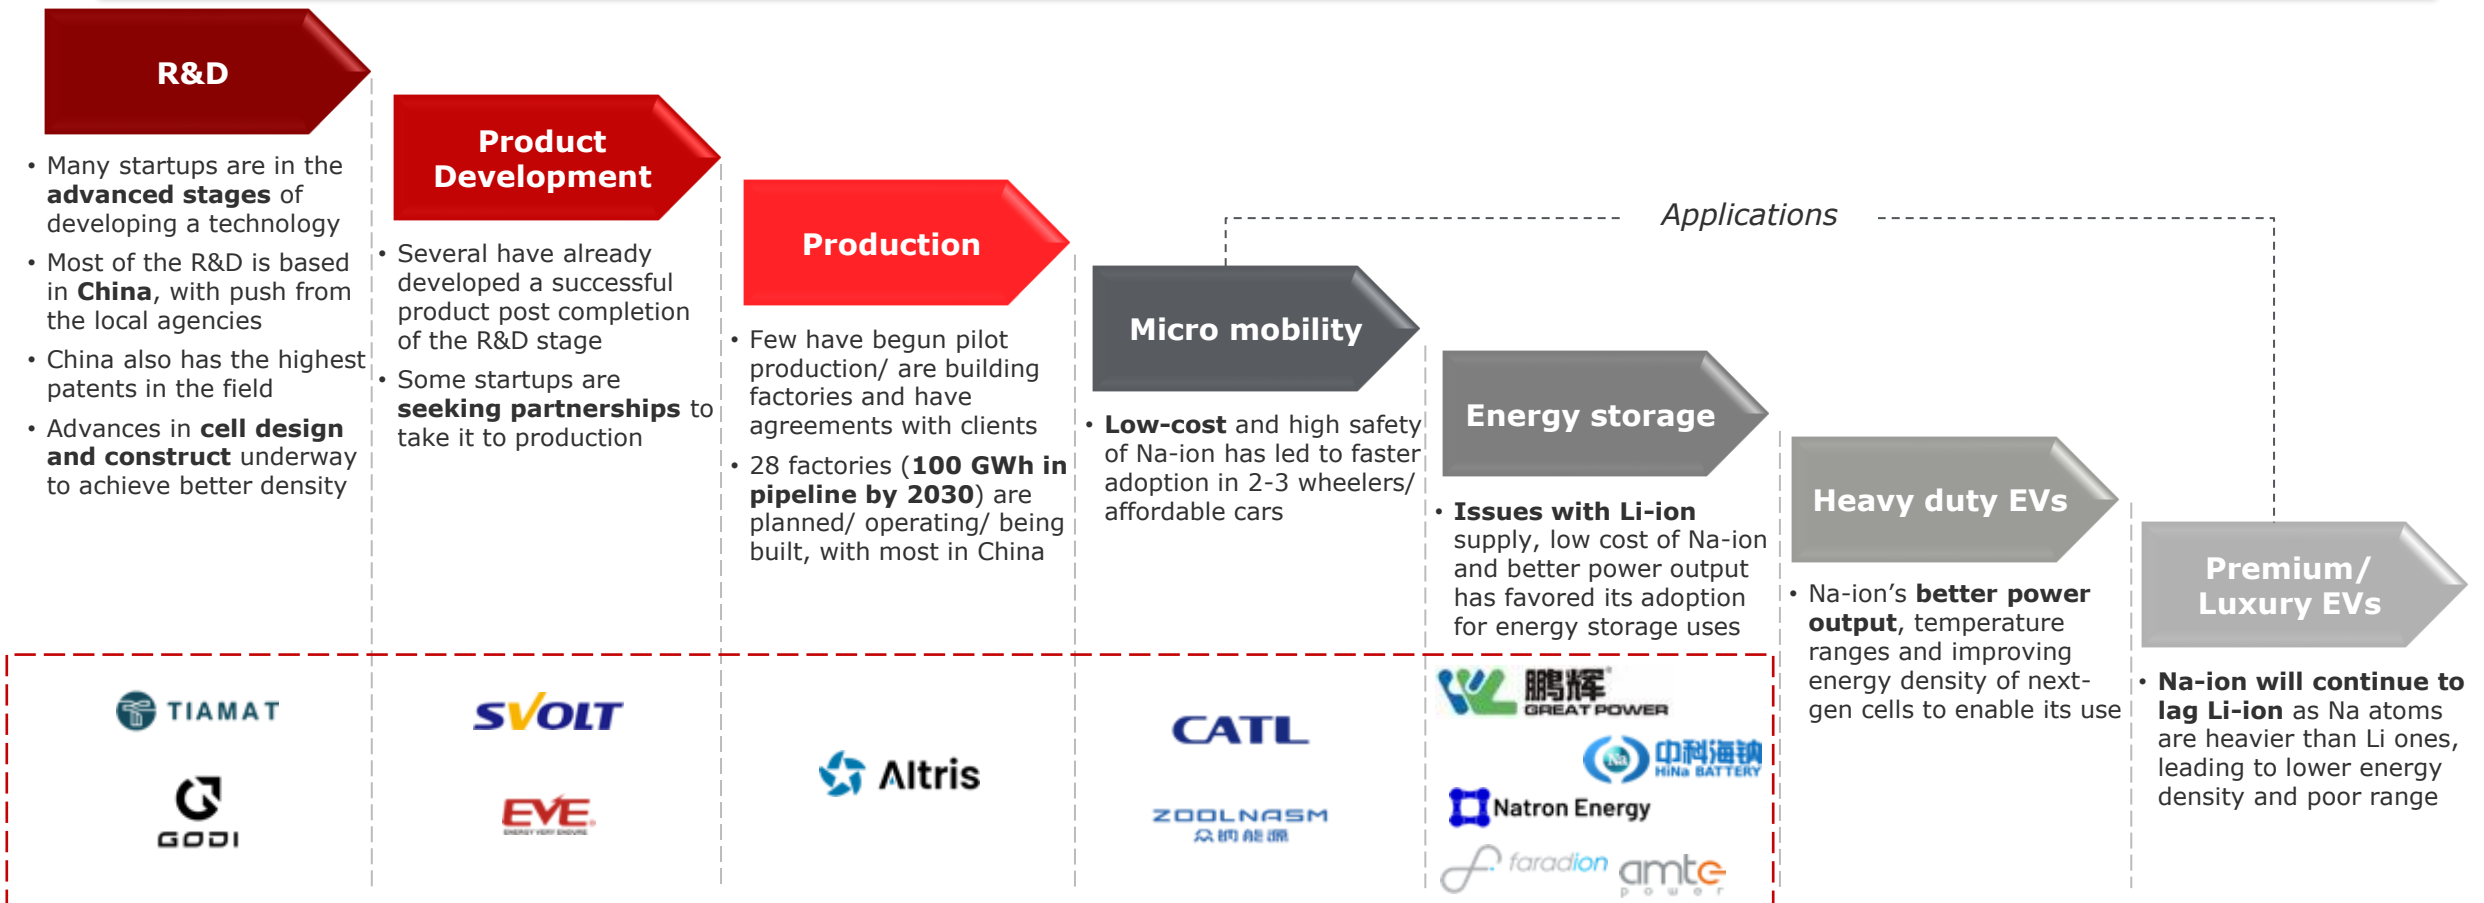 R&D
• Many startups are in the
advanced stages of
developing a technology
• Most of the R&D is based
in China, with push from
the local agencies
• China also has the highest
patents in the field
• Advances in cell design
and construct underway
to achieve better density
Product
Development
• Several have already
developed a successful
product post completion
of the R&D stage
• Some startups are
seeking partnerships to
take it to production
Production
• Few have begun pilot
production/ are building
factories and have
agreements with clients
• 28 factories (100 GWh in
pipeline by 2030) are
planned/ operating/ being
built, with most in China
Applications
Micro mobility
• Low-cost and high safety
of Na-ion has led to faster
adoption in 2-3 wheelers/
affordable cars
Energy storage
• Issues with Li-ion
supply, low cost of Na-ion
and better power output
has favored its adoption
for energy storage uses
Heavy duty EVs
• Na-ion’s better power
output, temperature
ranges and improving
energy density of next-
gen cells to enable its use
Premium/
Luxury EVs
• Na-ion will continue to
lag Li-ion as Na atoms
are heavier than Li ones,
leading to lower energy
density and poor range
TIAMAT
GODI
SVOLT
EVE
ENERGY VERY ENDURE
Altris
CATL
ZOOLNASM
众钠能源
鹏辉
GREAT POWER
Na
中科海钠
HiNa BATTERY
Natron Energy
faradion
amte
power